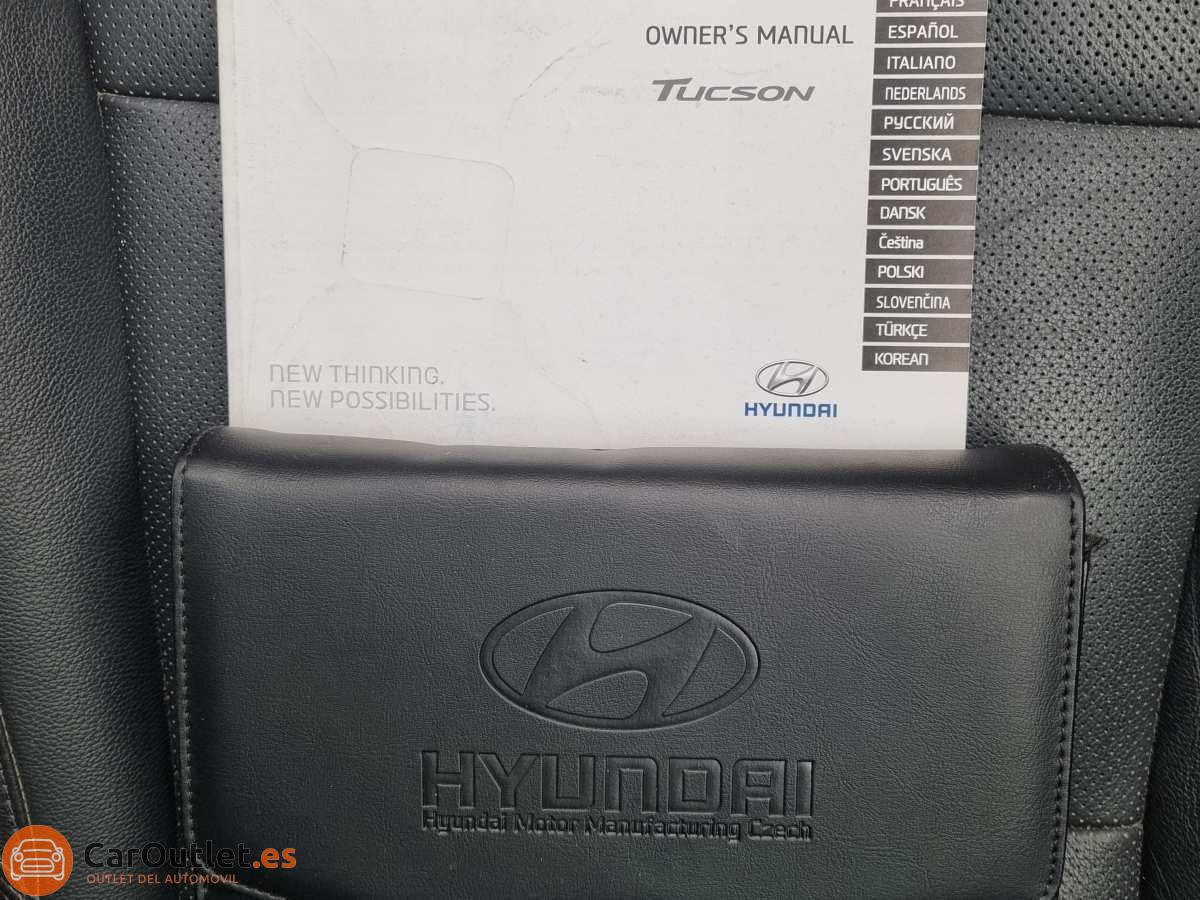 FRANÇAIS
OWNER'S MANUAL
TUCSON
ESPAÑOL
ITALIANO
NEDERLANDS
РУССКИЙ
SVENSKA
PORTUGUÊS
DANSK
Čeština
POLSKI
SLOVENČINA
TÜRKÇE
KOREAN
NEW THINKING.
NEW POSSIBILITIES.
HYUNDAI
HYUNDAI
Hyundai Motor Manufacturing Czech
CarOutlet.es
OUTLET DEL AUTOMOVIL